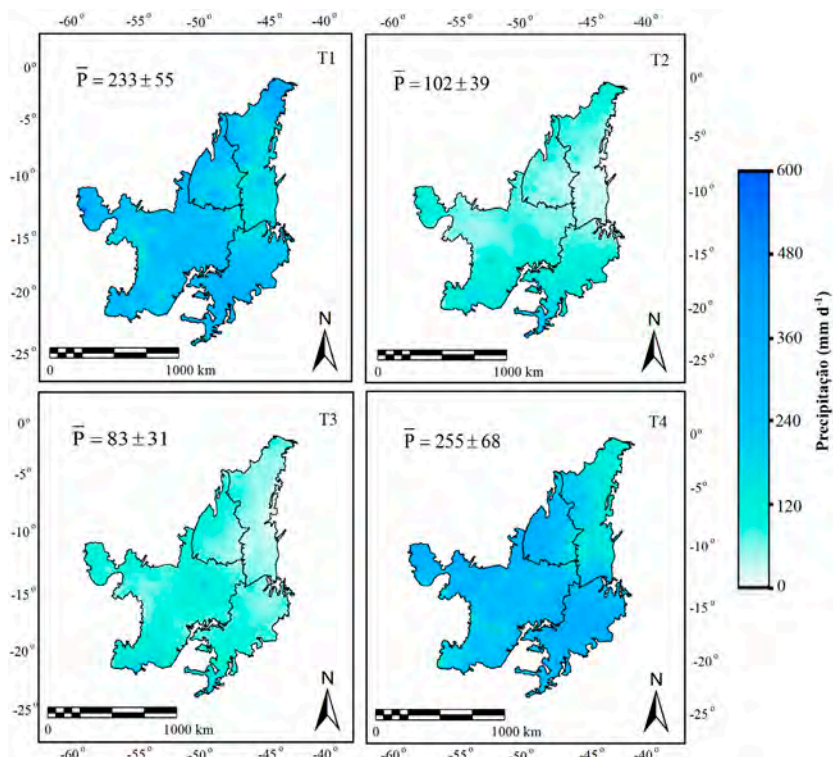 -60° -55° -50° -45° -40° -60° -55° -50° -45° -40°
T1
P̅ = 233±55
0°
-5°
-10°
-15°
-20°
-25°
N
0 1000 km
T2
P̅ = 102±39
0°
-5°
-10°
-15°
-20°
-25°
N
0 1000 km
T3
P̅ = 83±31
0°
-5°
-10°
-15°
-20°
-25°
N
0 1000 km
T4
P̅ = 255±68
0°
-5°
-10°
-15°
-20°
-25°
N
0 1000 km
600
480
360
240
120
0
Precipitação (mm d⁻¹)
-60° -55° -50° -45° -40° -60° -55° -50° -45° -40°